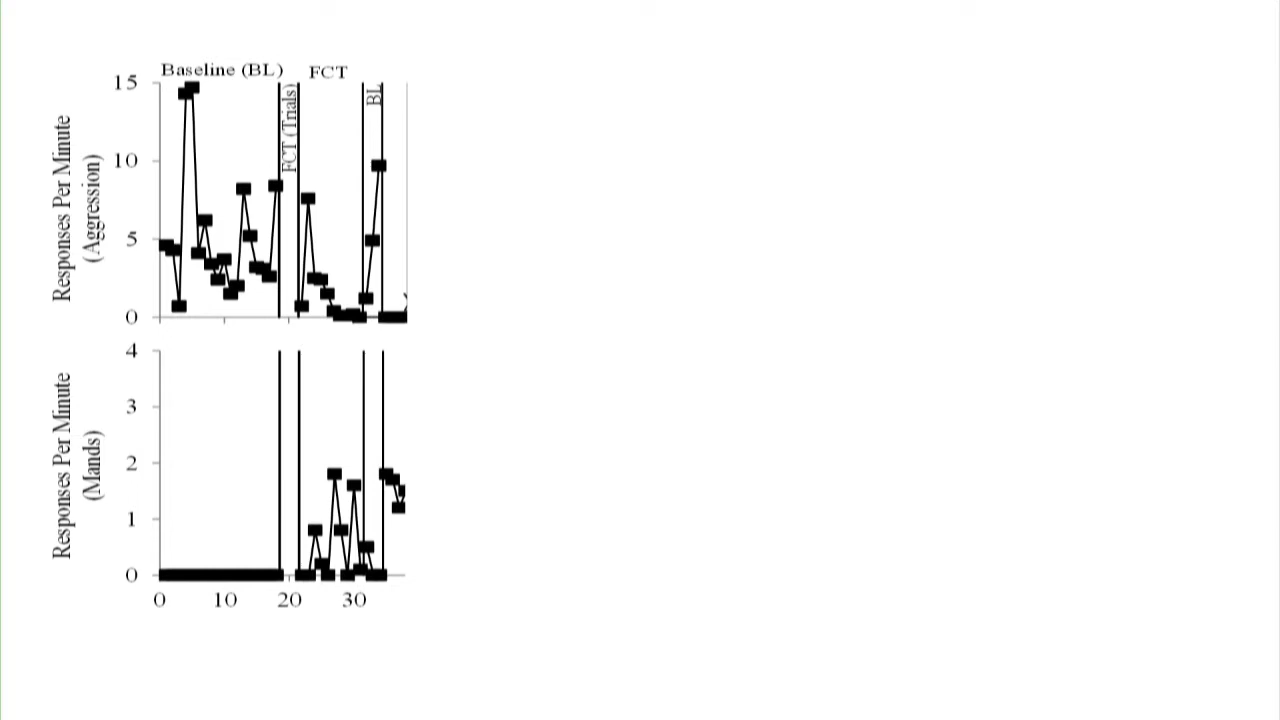 Baseline (BL)
FCT
FCT (Trials)
BL
15
10
5
0
Responses Per Minute
(Aggression)
4
3
2
1
0
Responses Per Minute
(Mands)
0 10 20 30